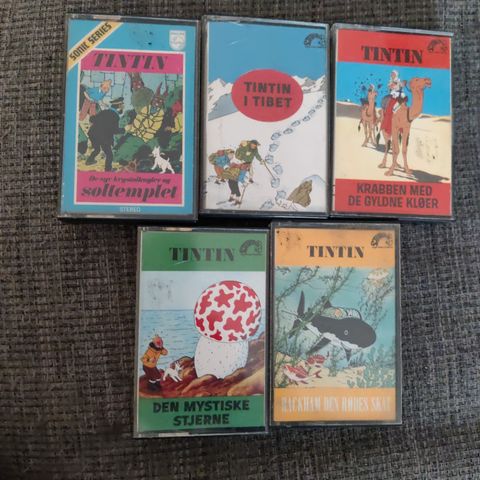 SONIC SERIES
PHILIPS
TINTIN
De syv krystalkugler og
soltemplet
STEREO
TINTIN
I TIBET
TINTIN
KRABBEN MED
DE GYLDNE KLØER
TINTIN
DEN MYSTISKE
STJERNE
TINTIN
RACKHAM DEN RØDES SKAT